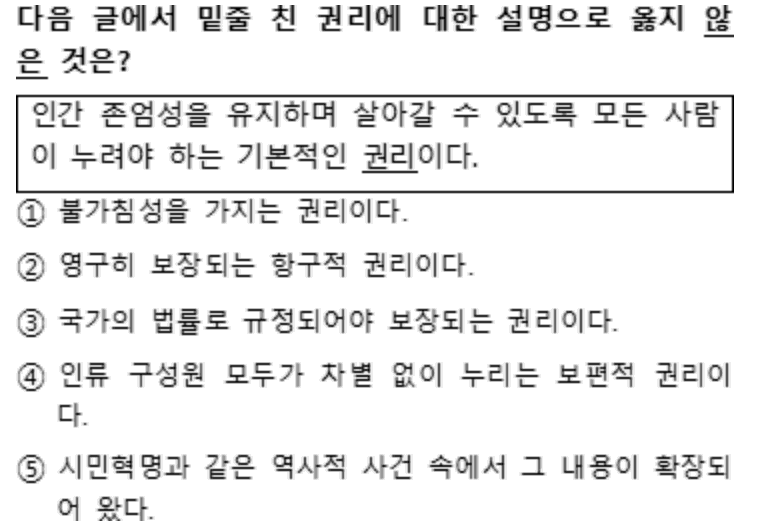 다음 글에서 밑줄 친 권리에 대한 설명으로 옳지 않
은 것은?
인간 존엄성을 유지하며 살아갈 수 있도록 모든 사람
이 누려야 하는 기본적인 권리이다.
① 불가침성을 가지는 권리이다.
② 영구히 보장되는 항구적 권리이다.
③ 국가의 법률로 규정되어야 보장되는 권리이다.
④ 인류 구성원 모두가 차별 없이 누리는 보편적 권리이
다.
⑤ 시민혁명과 같은 역사적 사건 속에서 그 내용이 확장되
어 왔다.